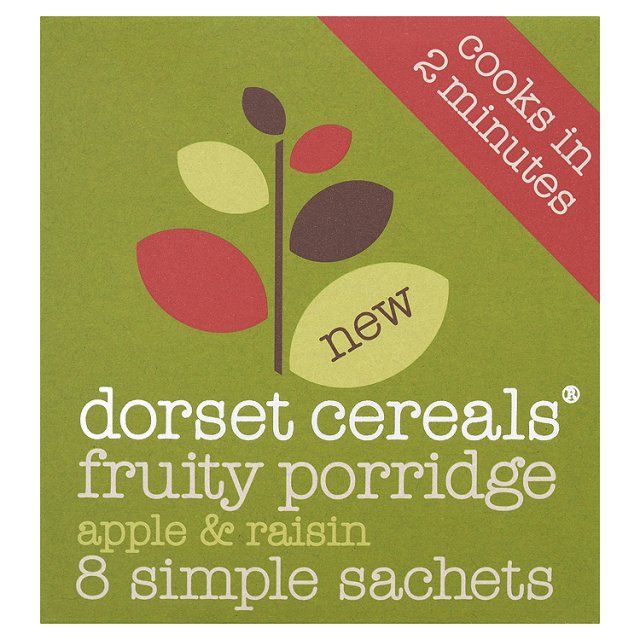 cooks in
2 minutes
new
dorset cereals®
fruity porridge
apple & raisin
8 simple sachets